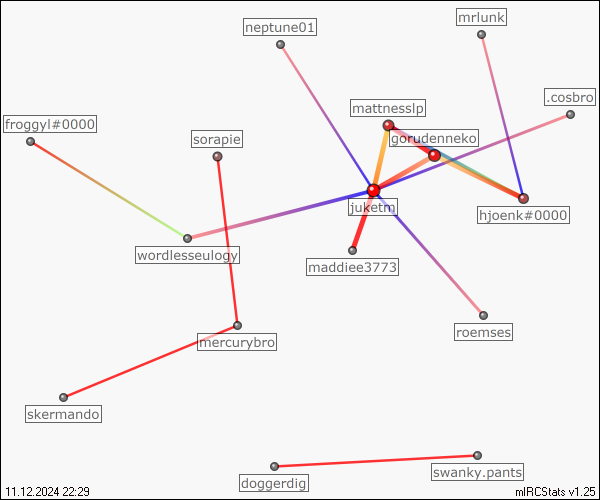 mrlunk
neptune01
.cosbro
mattnesslp
froggyl#0000
sorapie
gorudenneko
juketm
hjoenk#0000
wordlesseulogy
maddiee3773
roemses
mercurybro
skermando
swanky.pants
doggerdig
11.12.2024 22:29
mIRCStats v1.25